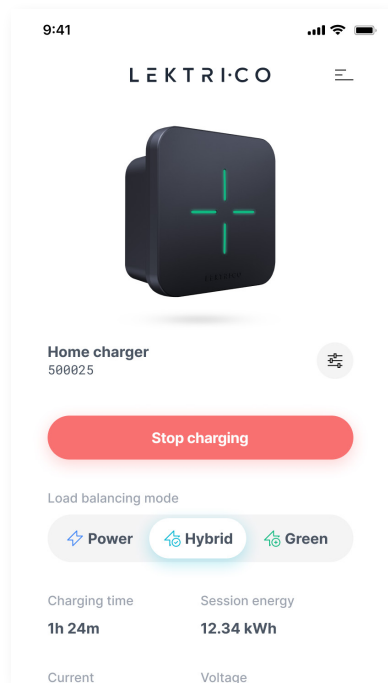 9:41
LEKTRI·CO
Home charger
500025
Stop charging
Load balancing mode
Power Hybrid Green
Charging time Session energy
1h 24m 12.34 kWh
Current Voltage